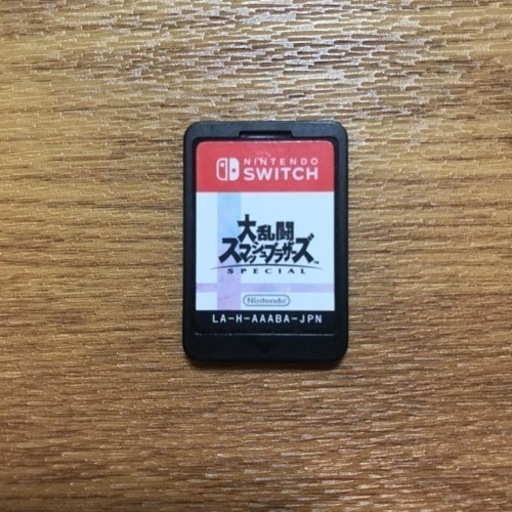 NINTENDO
SWITCH
大乱闘
スマッシュブラザーズ
SPECIAL
Nintendo
LA-H-AAABA-JPN